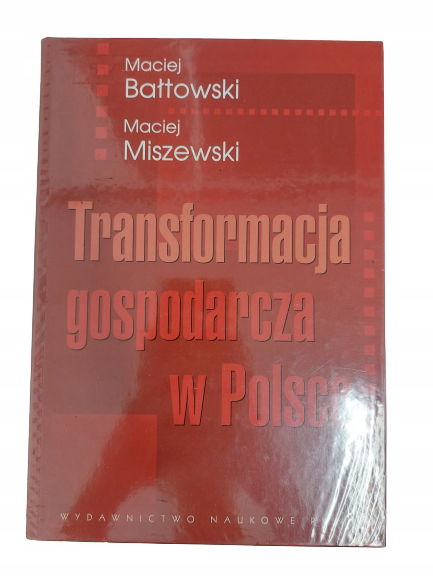 Maciej
Bałtowski
Maciej
Miszewski
Transformacja
gospodarcza
w Polsce
WYDAWNICTWO NAUKOWE